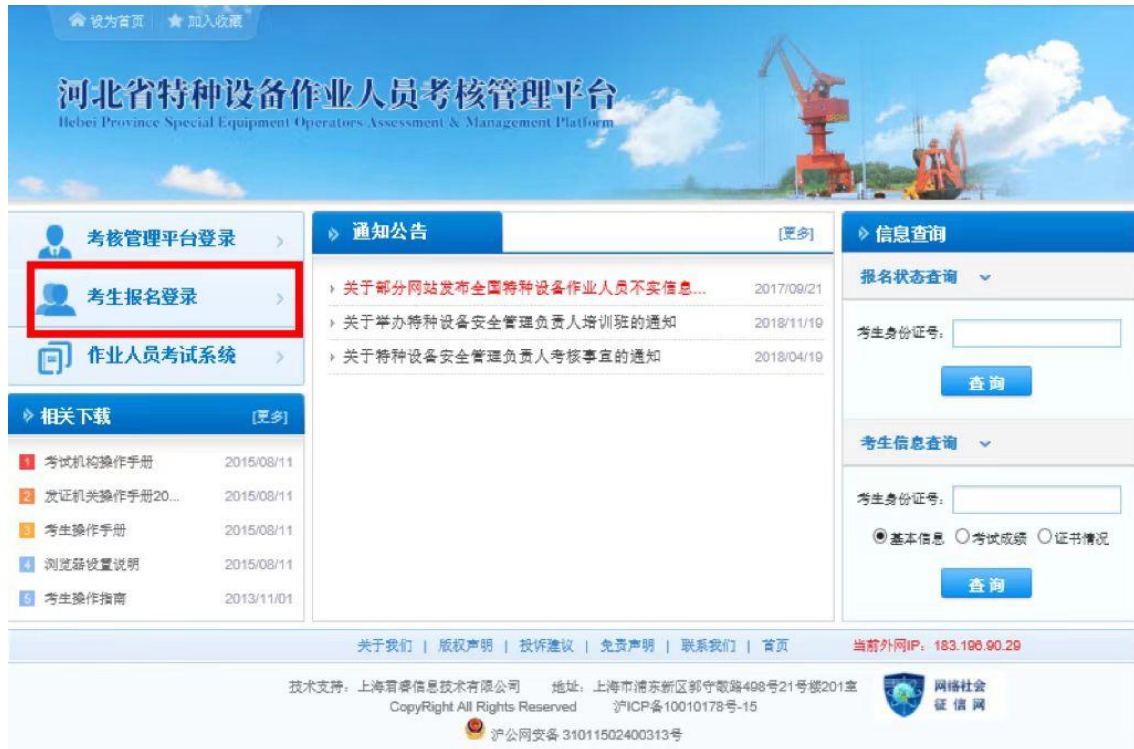 设为首页 加入收藏
河北省特种设备作业人员考核管理平台
Hebei Province Special Equipment Operators Assessment & Management Platform
考核管理平台登录
考生报名登录
作业人员考试系统
相关下载 [更多]
1 考试机构操作手册 2015/08/11
2 发证机关操作手册20... 2015/08/11
3 考生操作手册 2015/08/11
4 浏览器设置说明 2015/08/11
5 考生操作指南 2013/11/01
通知公告 [更多]
关于部分网站发布全国特种设备作业人员不实信息... 2017/09/21
关于举办特种设备安全管理负责人培训班的通知 2018/11/19
关于特种设备安全管理负责人考核事宜的通知 2018/04/19
信息查询
报名状态查询
考生身份证号:
查询
考生信息查询
考生身份证号:
基本信息 考试成绩 证书情况
查询
关于我们 | 版权声明 | 投诉建议 | 免责声明 | 联系我们 | 首页
当前外网IP: 183.196.90.29
技术支持: 上海君睿信息技术有限公司 地址: 上海市浦东新区郭守敬路498号21号楼201室
CopyRight All Rights Reserved 沪ICP备10010178号-15
沪公网安备 31011502400313号
网络社会
征信网